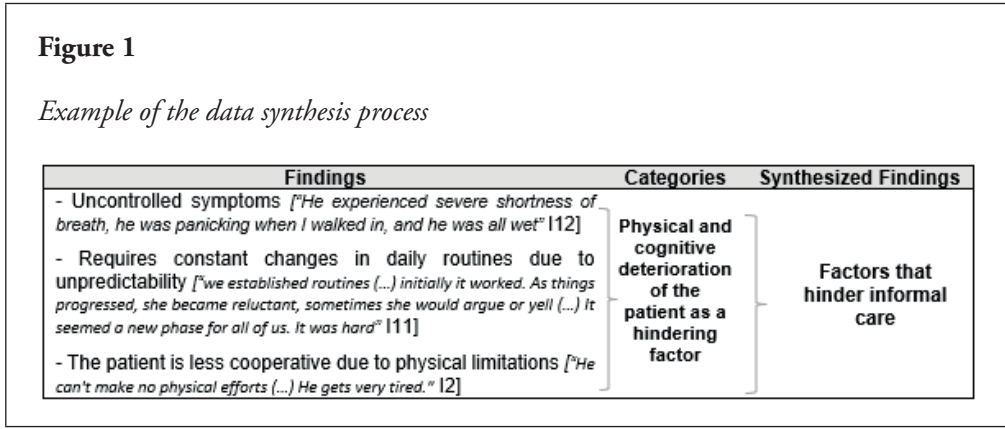 Figure 1
Example of the data synthesis process
Findings Categories Synthesized Findings
- Uncontrolled symptoms ["He experienced severe shortness of
breath, he was panicking when I walked in, and he was all wet" I12]
- Requires constant changes in daily routines due to
unpredictability ["we established routines (...) initially it worked. As things
progressed, she became reluctant, sometimes she would argue or yell (...) It
seemed a new phase for all of us. It was hard" I11]
- The patient is less cooperative due to physical limitations ["He
can't make no physical efforts (...) He gets very tired." I2]
Physical and
cognitive
deterioration
of the
patient as a
hindering
factor
Factors that
hinder informal
care